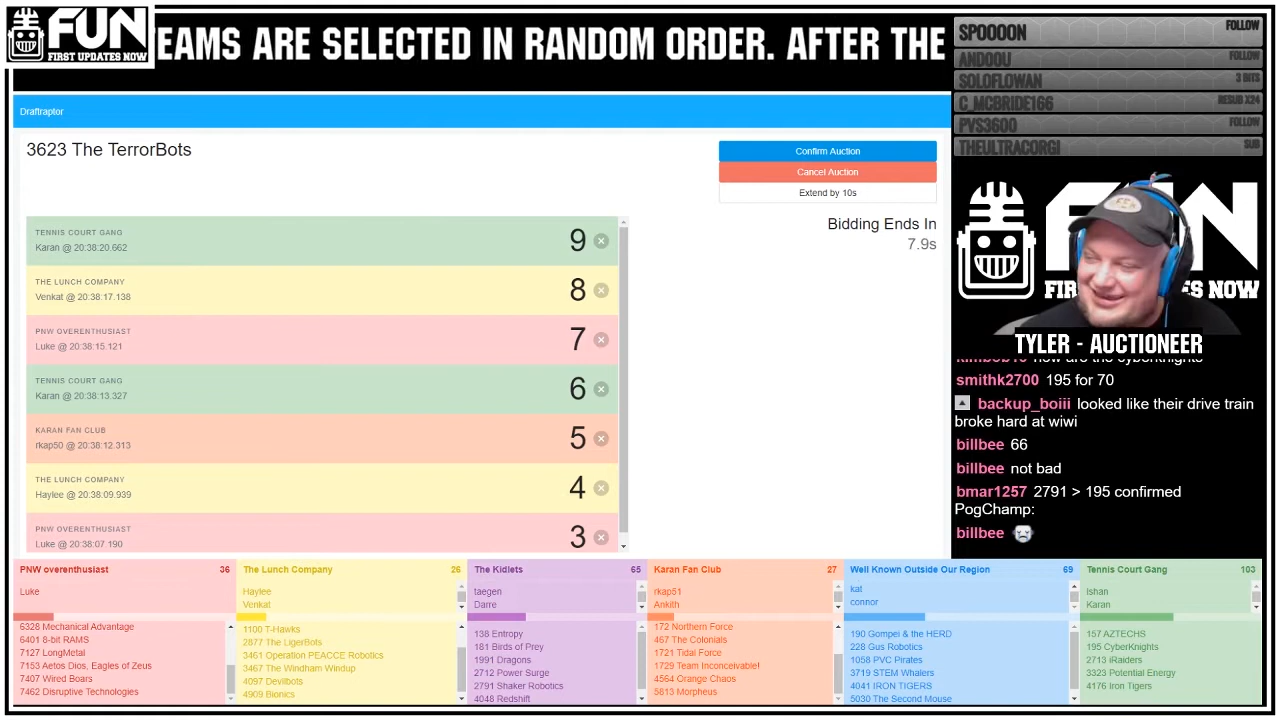 FUN
FIRST UPDATES NOW
EAMS ARE SELECTED IN RANDOM ORDER. AFTER THE
SPOOOON FOLLOW
ANDOOU FOLLOW
SOLOFLOWAN 3 BITS
C_MCBRIDE166 RESUB X24
PVS3600 FOLLOW
THEULTRACORGI SUB
Draftraptor
3623 The TerrorBots
Confirm Auction
Cancel Auction
Extend by 10s
Bidding Ends In
7.9s
TENNIS COURT GANG
Karan @ 20:38:20.662
9
THE LUNCH COMPANY
Venkat @ 20:38:17.138
8
PNW OVERENTHUSIAST
Luke @ 20:38:15.121
7
TENNIS COURT GANG
Karan @ 20:38:13.327
6
KARAN FAN CLUB
rkap50 @ 20:38:12.313
5
THE LUNCH COMPANY
Haylee @ 20:38:09.939
4
PNW OVERENTHUSIAST
Luke @ 20:38:07.190
3
TYLER - AUCTIONEER
smithk2700 195 for 70
backup_boiii looked like their drive train
broke hard at wiwi
billbee 66
billbee not bad
bmar1257 2791 > 195 confirmed
PogChamp:
billbee
PNW overenthusiast 36
Luke
6328 Mechanical Advantage
6401 8-bit RAMS
7127 LongMetal
7153 Aetos Dios, Eagles of Zeus
7407 Wired Boars
7462 Disruptive Technologies
The Lunch Company 26
Haylee
Venkat
1100 T-Hawks
2877 The LigerBots
3461 Operation PEACCE Robotics
3467 The Windham Windup
4097 Devilbots
4909 Bionics
The Kidlets 65
taegen
Darre
138 Entropy
181 Birds of Prey
1991 Dragons
2712 Power Surge
2791 Shaker Robotics
4048 Redshift
Karan Fan Club 27
rkap51
Ankith
172 Northern Force
467 The Colonials
1721 Tidal Force
1729 Team Inconceivable!
4564 Orange Chaos
5813 Morpheus
Well Known Outside Our Region 69
kat
connor
190 Gompei & the HERD
228 Gus Robotics
1058 PVC Pirates
3719 STEM Whalers
4041 IRON TIGERS
5030 The Second Mouse
Tennis Court Gang 103
Ishan
Karan
157 AZTECHS
195 CyberKnights
2713 iRaiders
3323 Potential Energy
4176 Iron Tigers